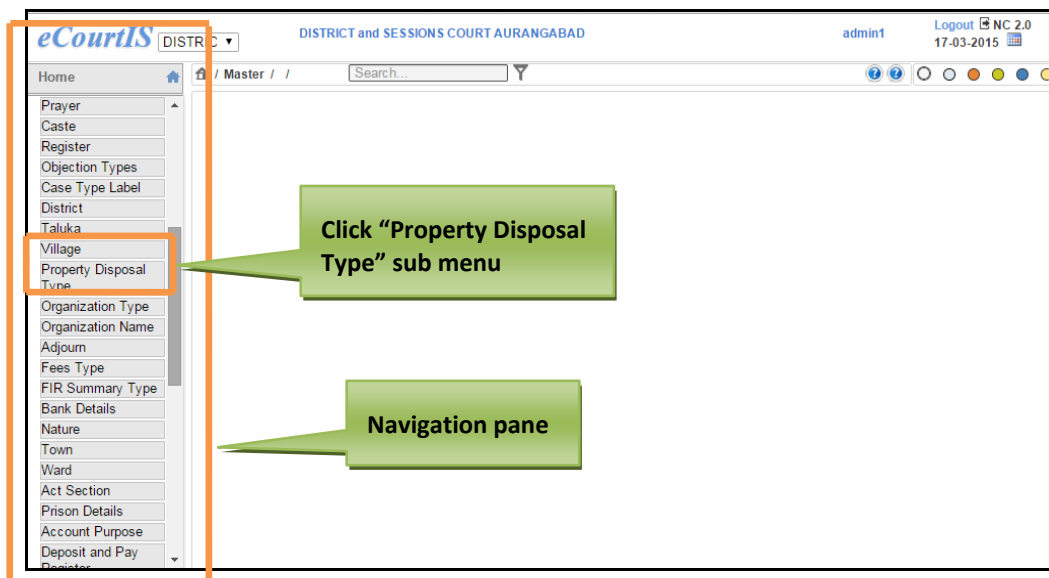 eCourtIS DISTRIC DISTRICT and SESSIONS COURT AURANGABAD admin1 Logout NC 2.0
17-03-2015
Home / Master / / Search...
Prayer
Caste
Register
Objection Types
Case Type Label
District
Taluka
Village
Property Disposal
Type
Organization Type
Organization Name
Adjourn
Fees Type
FIR Summary Type
Bank Details
Nature
Town
Ward
Act Section
Prison Details
Account Purpose
Deposit and Pay
Register
Click “Property Disposal
Type” sub menu
Navigation pane